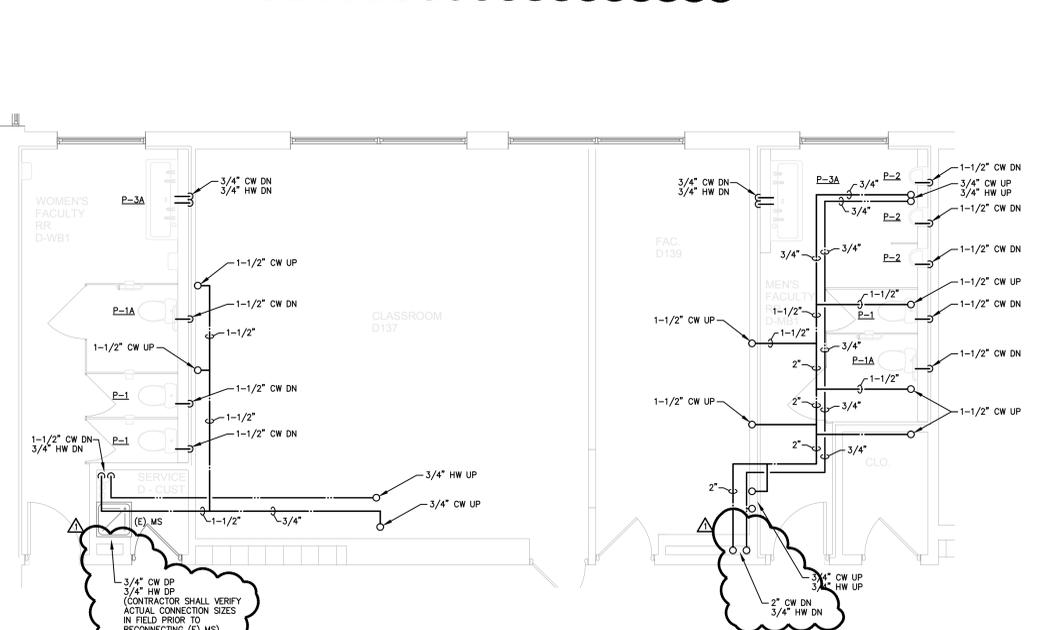 3/4" CW DN
3/4" HW DN
P-3A
WOMEN'S
FACULTY
RR
D-WB1
1-1/2" CW UP
P-1A
1-1/2" CW DN
1-1/2"
1-1/2" CW UP
P-1
1-1/2" CW DN
1-1/2"
P-1
1-1/2" CW DN
1-1/2" CW DN
3/4" HW DN
SERVICE
D - CUST
(E) MS
1-1/2"
3/4"
3/4" HW UP
3/4" CW UP
1
3/4" CW DP
3/4" HW DP
(CONTRACTOR SHALL VERIFY
ACTUAL CONNECTION SIZES
IN FIELD PRIOR TO
RECONNECTING (E) MS)
CLASSROOM
D137
FAC.
D139
3/4" CW DN
3/4" HW DN
P-3A
3/4"
P-2
1-1/2" CW DN
3/4" CW UP
3/4" HW UP
3/4"
P-2
1-1/2" CW DN
3/4"
3/4"
P-2
1-1/2" CW DN
MEN'S
FACULTY
1-1/2"
1-1/2" CW UP
1-1/2"
P-1
1-1/2" CW DN
1-1/2" CW UP
1-1/2"
3/4"
P-1A
1-1/2" CW DN
2"
1-1/2"
1-1/2" CW UP
2"
3/4"
1-1/2" CW UP
2"
3/4"
CLO.
2"
1
3/4" CW UP
3/4" HW UP
2" CW DN
3/4" HW DN